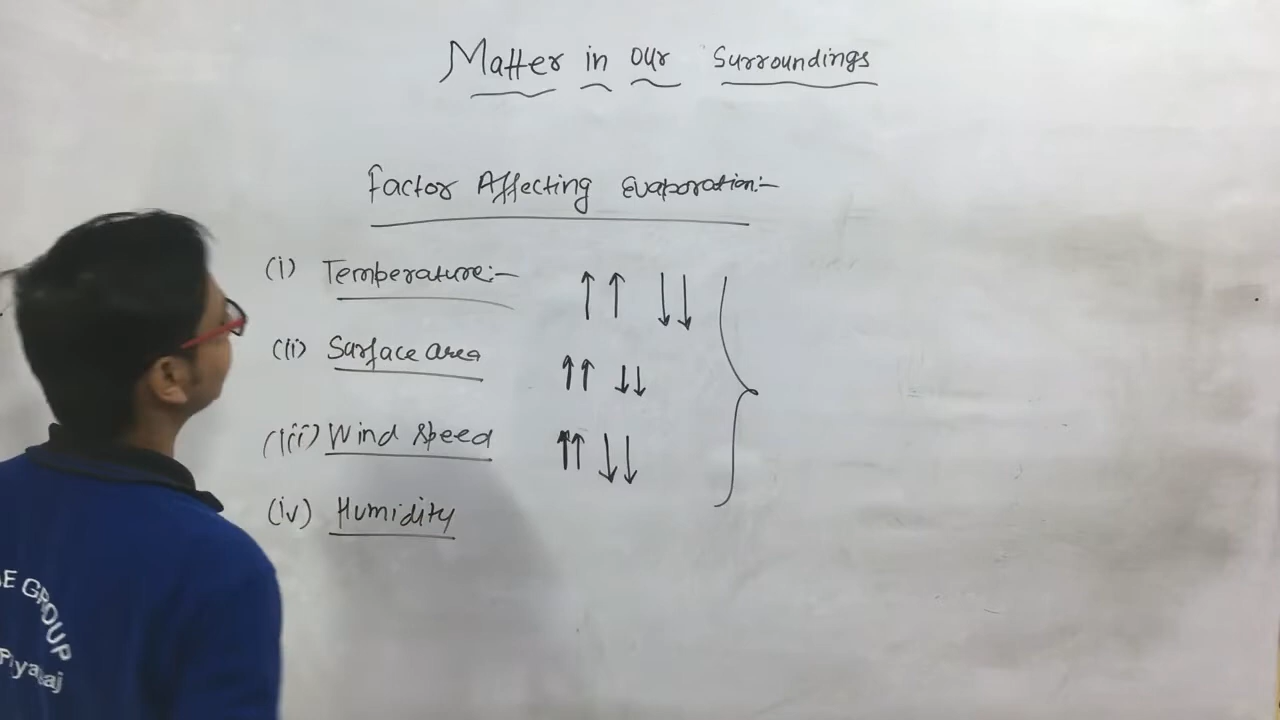 Matter in our Surroundings
Factor Affecting Evaporation:-
(i) Temperature:- ↑↑ ↓↓
(ii) Surface area ↑↑ ↓↓
(iii) Wind Speed ↑↑ ↓↓
(iv) Humidity
GROUP